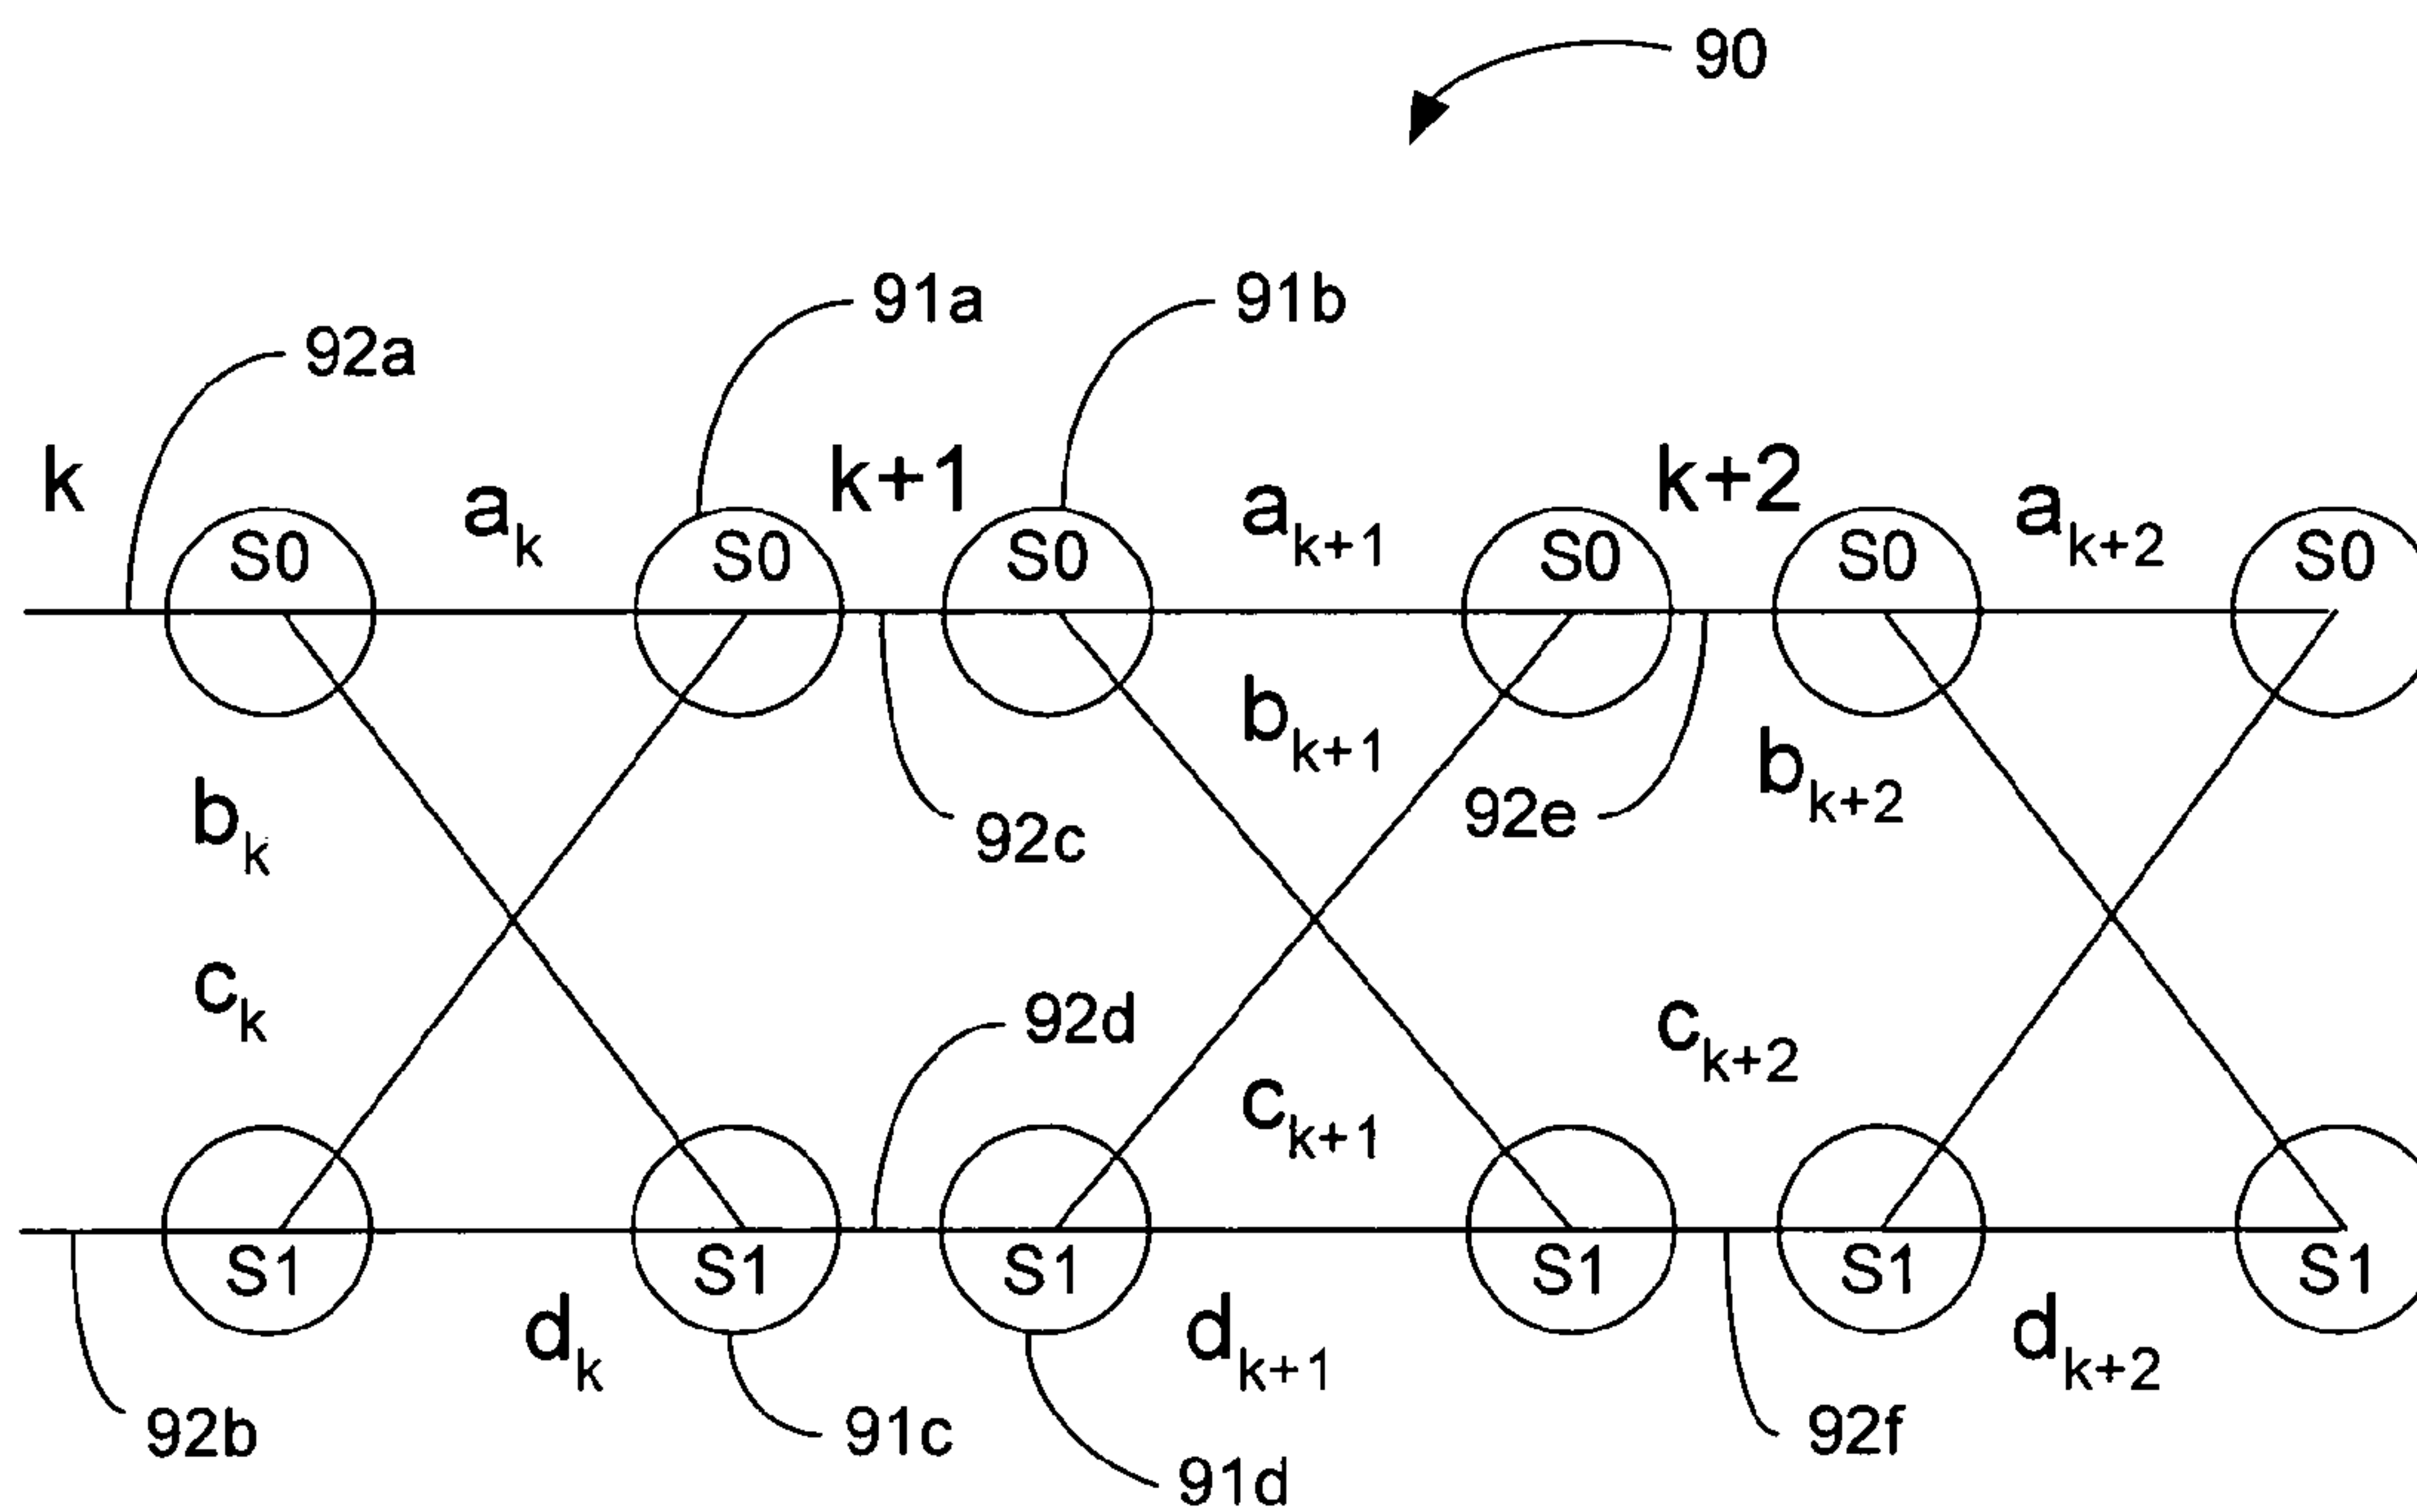 90
91a 91b
92a
k a_k k+1 a_{k+1} k+2 a_{k+2}
S0 S0 S0 S0 S0 S0
b_k 92c b_{k+1} 92e b_{k+2}
c_k 92d c_{k+1} c_{k+2}
S1 S1 S1 S1 S1 S1
d_k d_{k+1} d_{k+2}
92b 91c 91d 92f